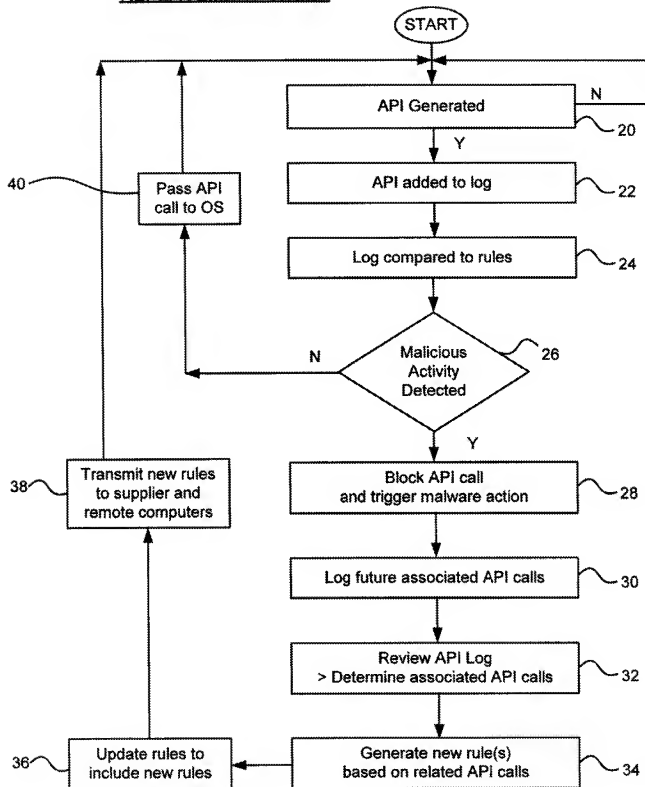 START
API Generated
N
20
Y
40
Pass API
call to OS
API added to log
22
Log compared to rules
24
N
Malicious
Activity
Detected
26
Y
38
Transmit new rules
to supplier and
remote computers
Block API call
and trigger malware action
28
Log future associated API calls
30
Review API Log
> Determine associated API calls
32
36
Update rules to
include new rules
Generate new rule(s)
based on related API calls
34